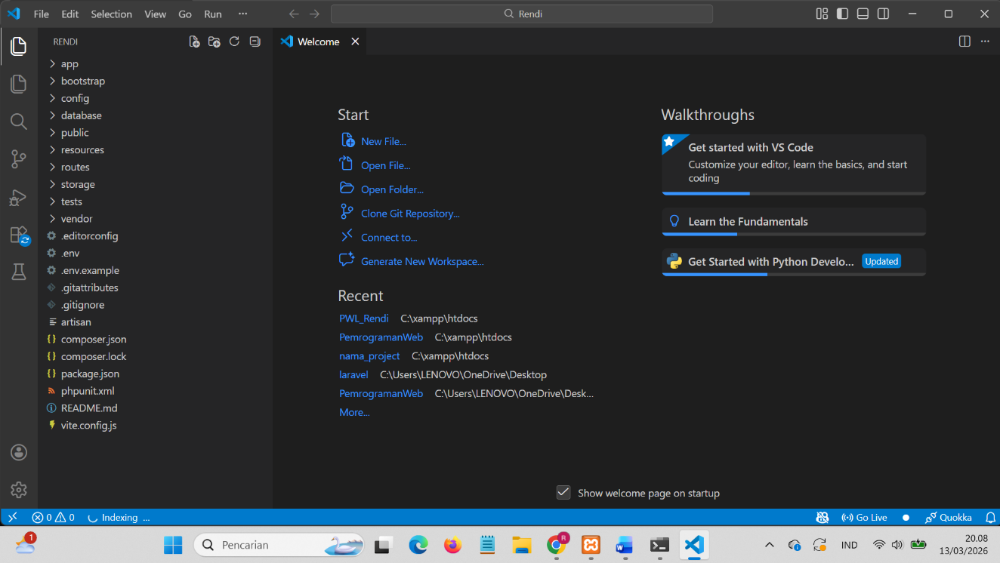 File Edit Selection View Go Run ···
Rendi
RENDI
Welcome
app
bootstrap
config
database
public
resources
routes
storage
tests
vendor
.editorconfig
.env
.env.example
.gitattributes
.gitignore
artisan
composer.json
composer.lock
package.json
phpunit.xml
README.md
vite.config.js
Start
New File...
Open File...
Open Folder...
Clone Git Repository...
Connect to...
Generate New Workspace...
Recent
PWL_Rendi C:\xampp\htdocs
PemrogramanWeb C:\xampp\htdocs
nama_project C:\xampp\htdocs
laravel C:\Users\LENOVO\OneDrive\Desktop
PemrogramanWeb C:\Users\LENOVO\OneDrive\Desk...
More...
Walkthroughs
Get started with VS Code
Customize your editor, learn the basics, and start
coding
Learn the Fundamentals
Get Started with Python Develo... Updated
Show welcome page on startup
0 0 Indexing ... Go Live Quokka
1
Pencarian
R
W
IND
20.08
13/03/2026